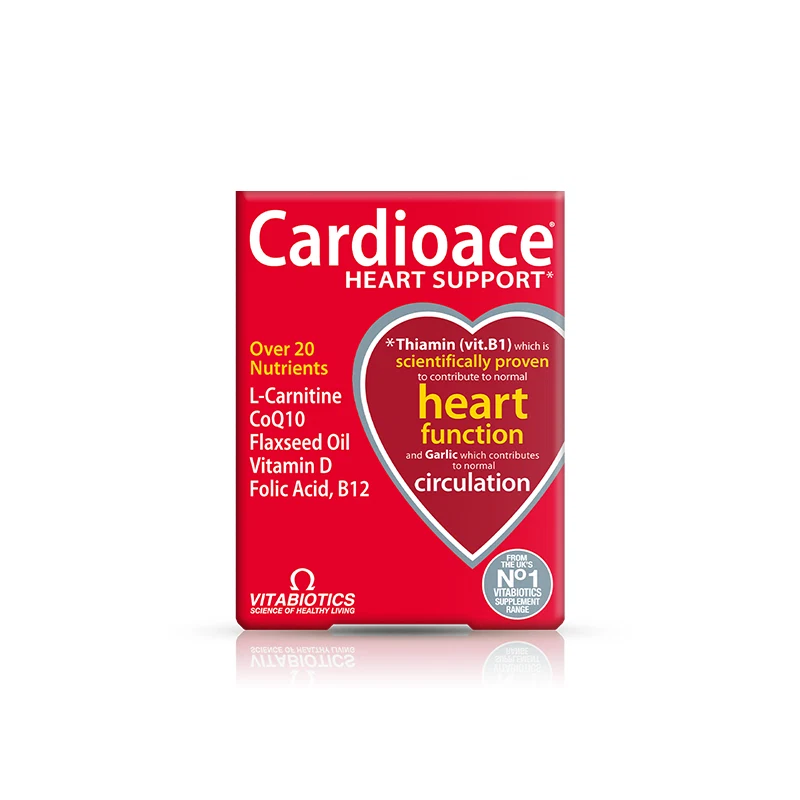 Cardioace®
HEART SUPPORT*
Over 20
Nutrients
L-Carnitine
CoQ10
Flaxseed Oil
Vitamin D
Folic Acid, B12
*Thiamin (vit.B1) which is
scientifically proven
to contribute to normal
heart
function
and Garlic which contributes
to normal
circulation
VITABIOTICS
SCIENCE OF HEALTHY LIVING
FROM
THE UK'S
Nº1
VITABIOTICS
SUPPLEMENT
RANGE